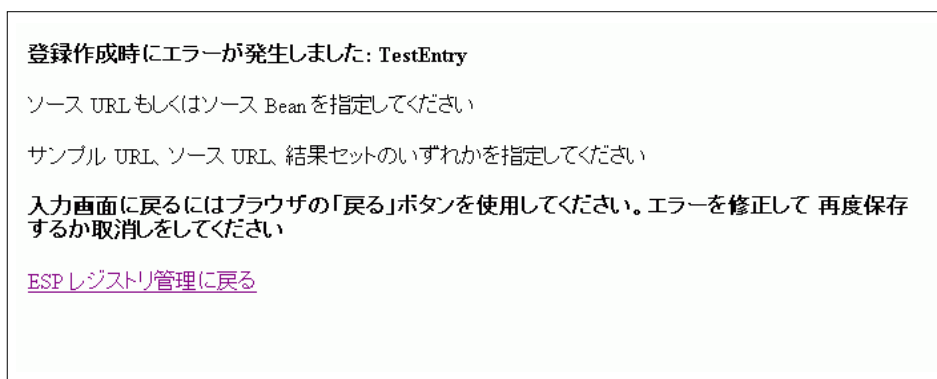 登録作成時にエラーが発生しました: TestEntry
ソース URL もしくはソース Bean を指定してください
サンプル URL、ソース URL、結果セットのいずれかを指定してください
入力画面に戻るにはブラウザの「戻る」ボタンを使用してください。エラーを修正して 再度保存
するか取消しをしてください
ESP レジストリ管理に戻る